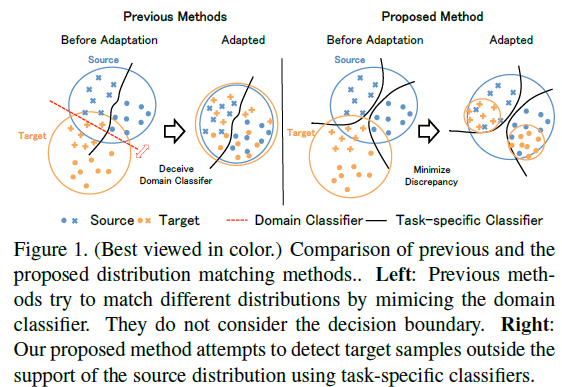 Previous Methods
Proposed Method
Before Adaptation
Adapted
Before Adaptation
Adapted
Source
Source
Target
Target
Deceive
Domain Classifer
Minimize
Discrepancy
Source Target Domain Classifier Task-specific Classifier
Figure 1. (Best viewed in color.) Comparison of previous and the
proposed distribution matching methods.. Left: Previous meth-
ods try to match different distributions by mimicing the domain
classifier. They do not consider the decision boundary. Right:
Our proposed method attempts to detect target samples outside the
support of the source distribution using task-specific classifiers.